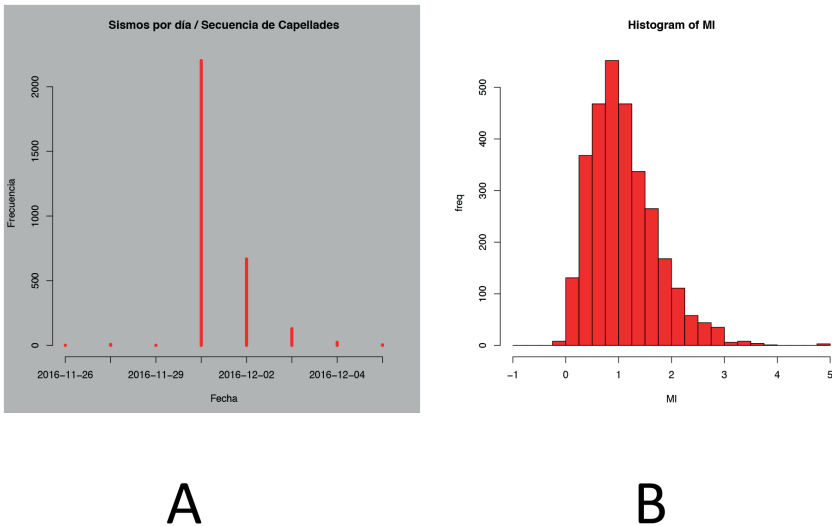 Sismos por día / Secuencia de Capellades
Frecuencia
2000
1500
1000
500
0
2016−11−26 2016−11−29 2016−12−02 2016−12−04
Fecha
A
Histogram of Ml
freq
500
400
300
200
100
0
−1 0 1 2 3 4 5
Ml
B